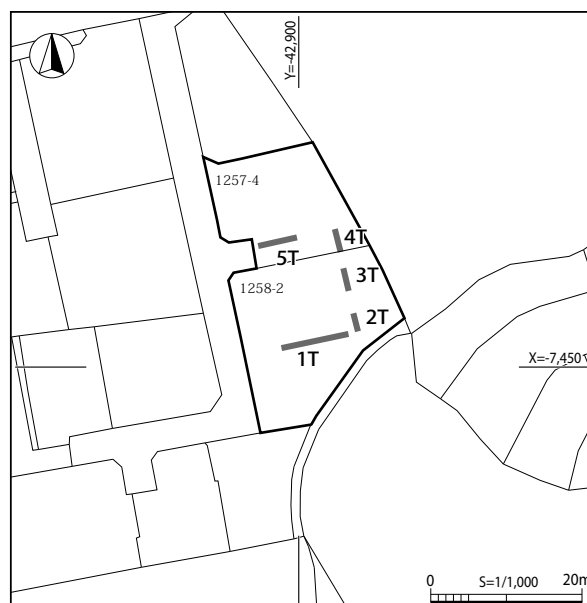 Y=-42,900
1257-4
4T
5T
3T
1258-2
2T
1T
X=-7,450
0
S=1/1,000
20m